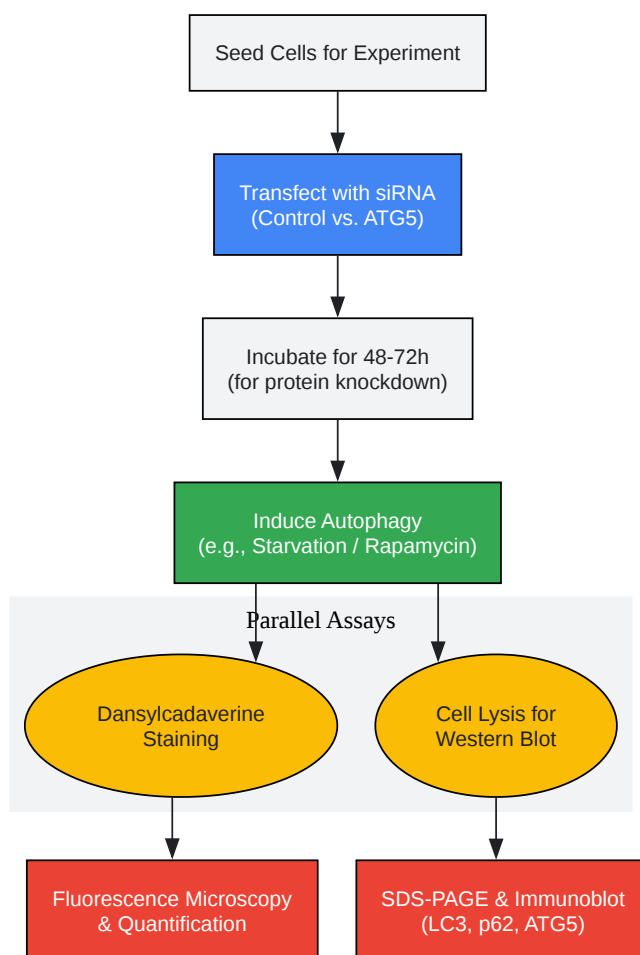 Seed Cells for Experiment
Transfect with siRNA
(Control vs. ATG5)
Incubate for 48-72h
(for protein knockdown)
Induce Autophagy
(e.g., Starvation / Rapamycin)
Parallel Assays
Dansylcadaverine
Staining
Cell Lysis for
Western Blot
Fluorescence Microscopy
& Quantification
SDS-PAGE & Immunoblot
(LC3, p62, ATG5)